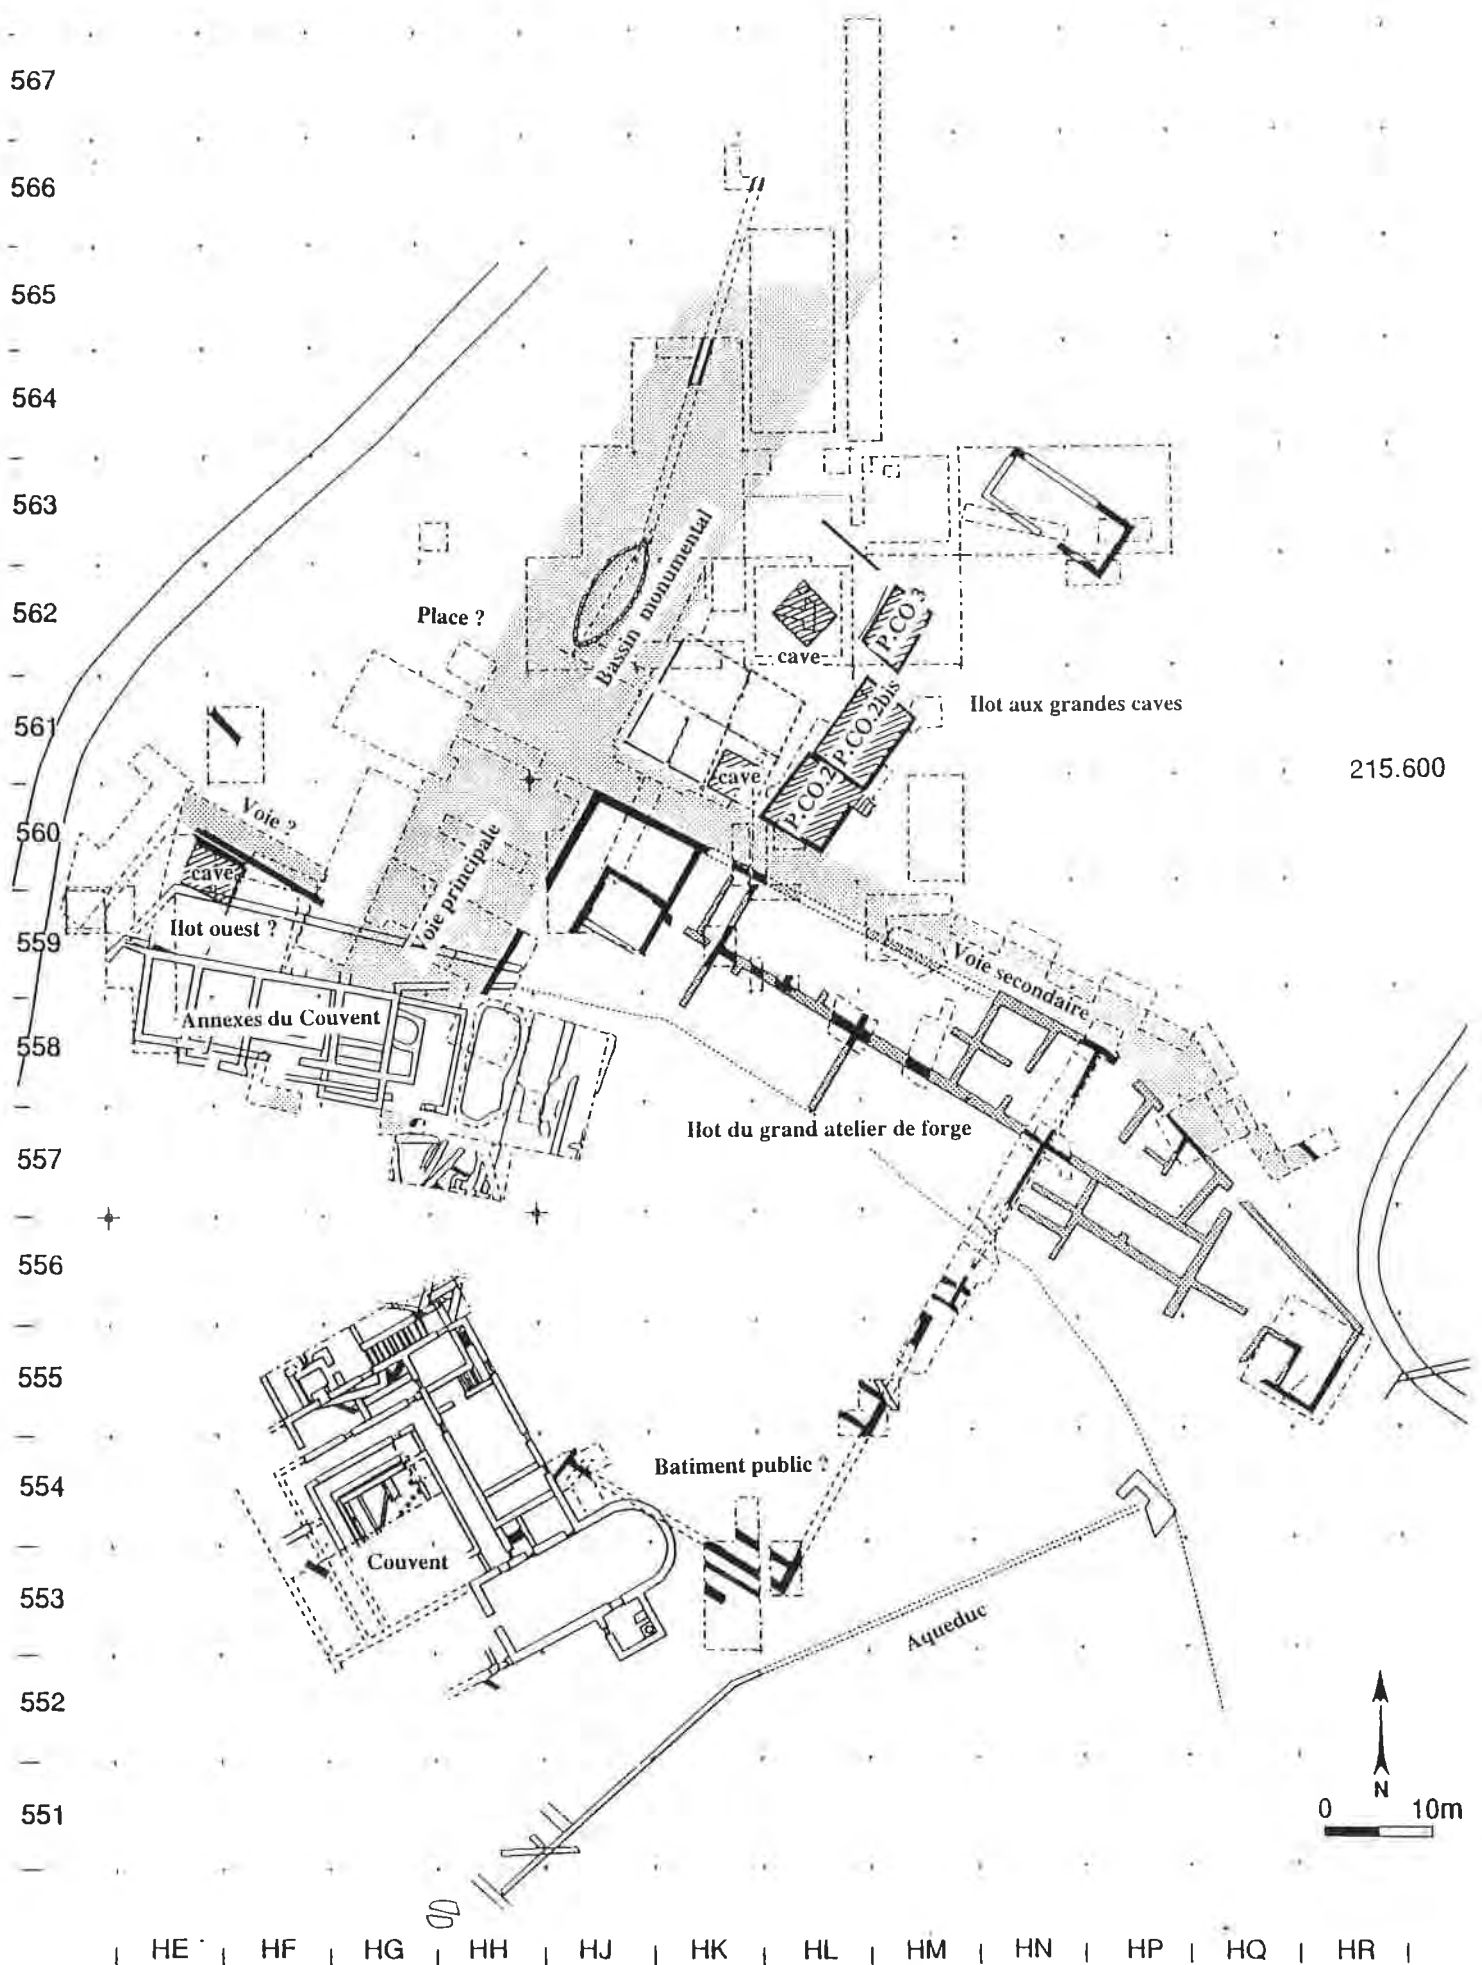 567
566
565
564
563
562
561
560
559
558
557
556
555
554
553
552
551
Bassin monumental
Place ?
cave
P.CO.3
P.CO.2bis
P.CO.2
Ilot aux grandes caves
cave
215.600
Voie ?
cave
Voie principale
Ilot ouest ?
Voie secondaire
Annexes du Couvent
Ilot du grand atelier de forge
Batiment public ?
Couvent
Aqueduc
N
0 10m
HE HF HG HH HJ HK HL HM HN HP HQ HR